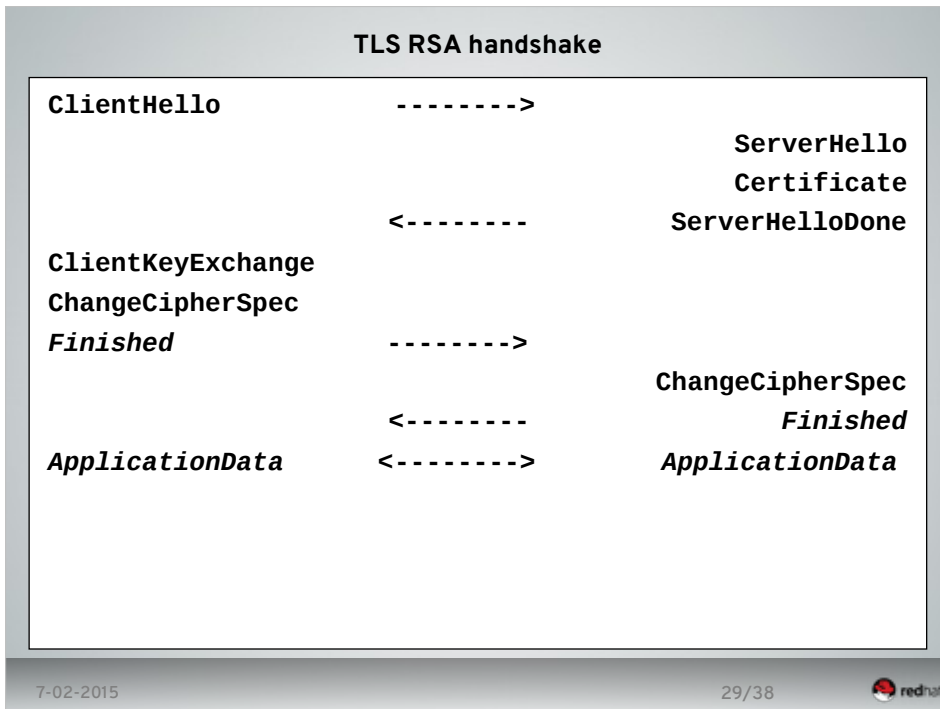 TLS RSA handshake
ClientHello -------->
ServerHello
Certificate
<-------- ServerHelloDone
ClientKeyExchange
ChangeCipherSpec
Finished -------->
ChangeCipherSpec
<-------- Finished
ApplicationData <--------> ApplicationData
7-02-2015 29/38 redhat